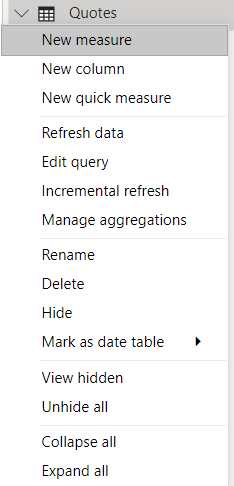 Quotes
New measure
New column
New quick measure
Refresh data
Edit query
Incremental refresh
Manage aggregations
Rename
Delete
Hide
Mark as date table
View hidden
Unhide all
Collapse all
Expand all